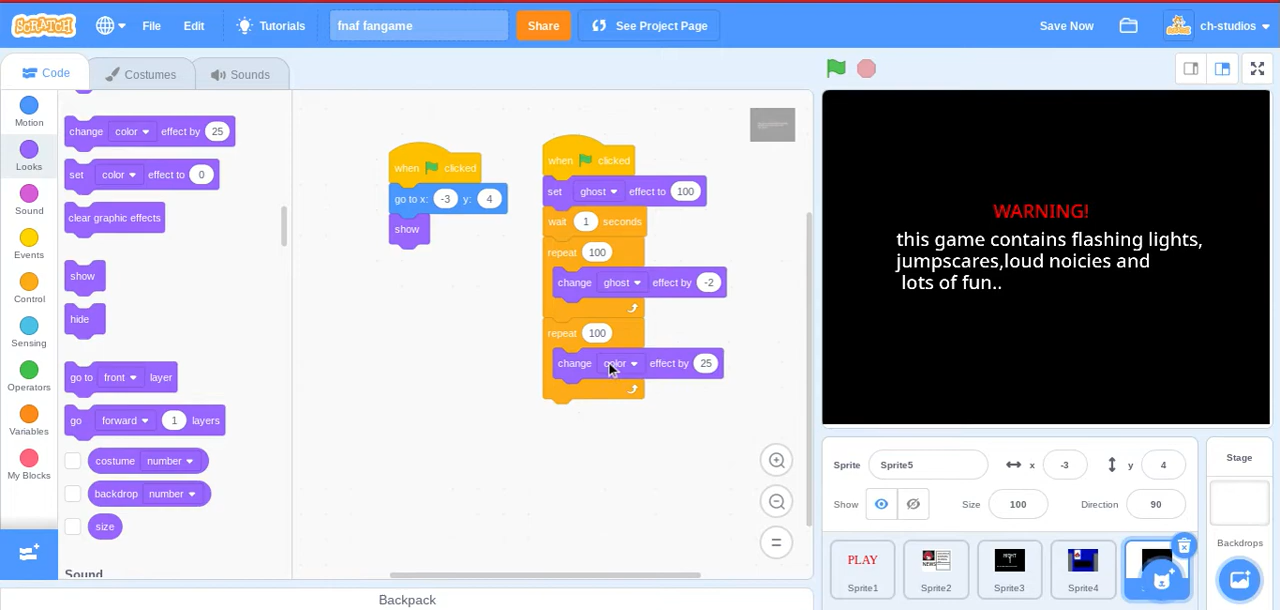 SCRATCH File Edit Tutorials fnaf fangame Share See Project Page Save Now ch-studios
Code Costumes Sounds
Motion
Looks
Sound
Events
Control
Sensing
Operators
Variables
My Blocks
change color effect by 25
set color effect to 0
clear graphic effects
show
hide
go to front layer
go forward 1 layers
costume number
backdrop number
size
Sound
when clicked
go to x: -3 y: 4
show
when clicked
set ghost effect to 100
wait 1 seconds
repeat 100
change ghost effect by -2
repeat 100
change color effect by 25
WARNING!
this game contains flashing lights,
jumpscares,loud noicies and
lots of fun..
Sprite Sprite5 x -3 y 4
Show Size 100 Direction 90
PLAY
Sprite1
NEWS
Sprite2
Sprite3
Sprite4
Stage
Backdrops
Backpack